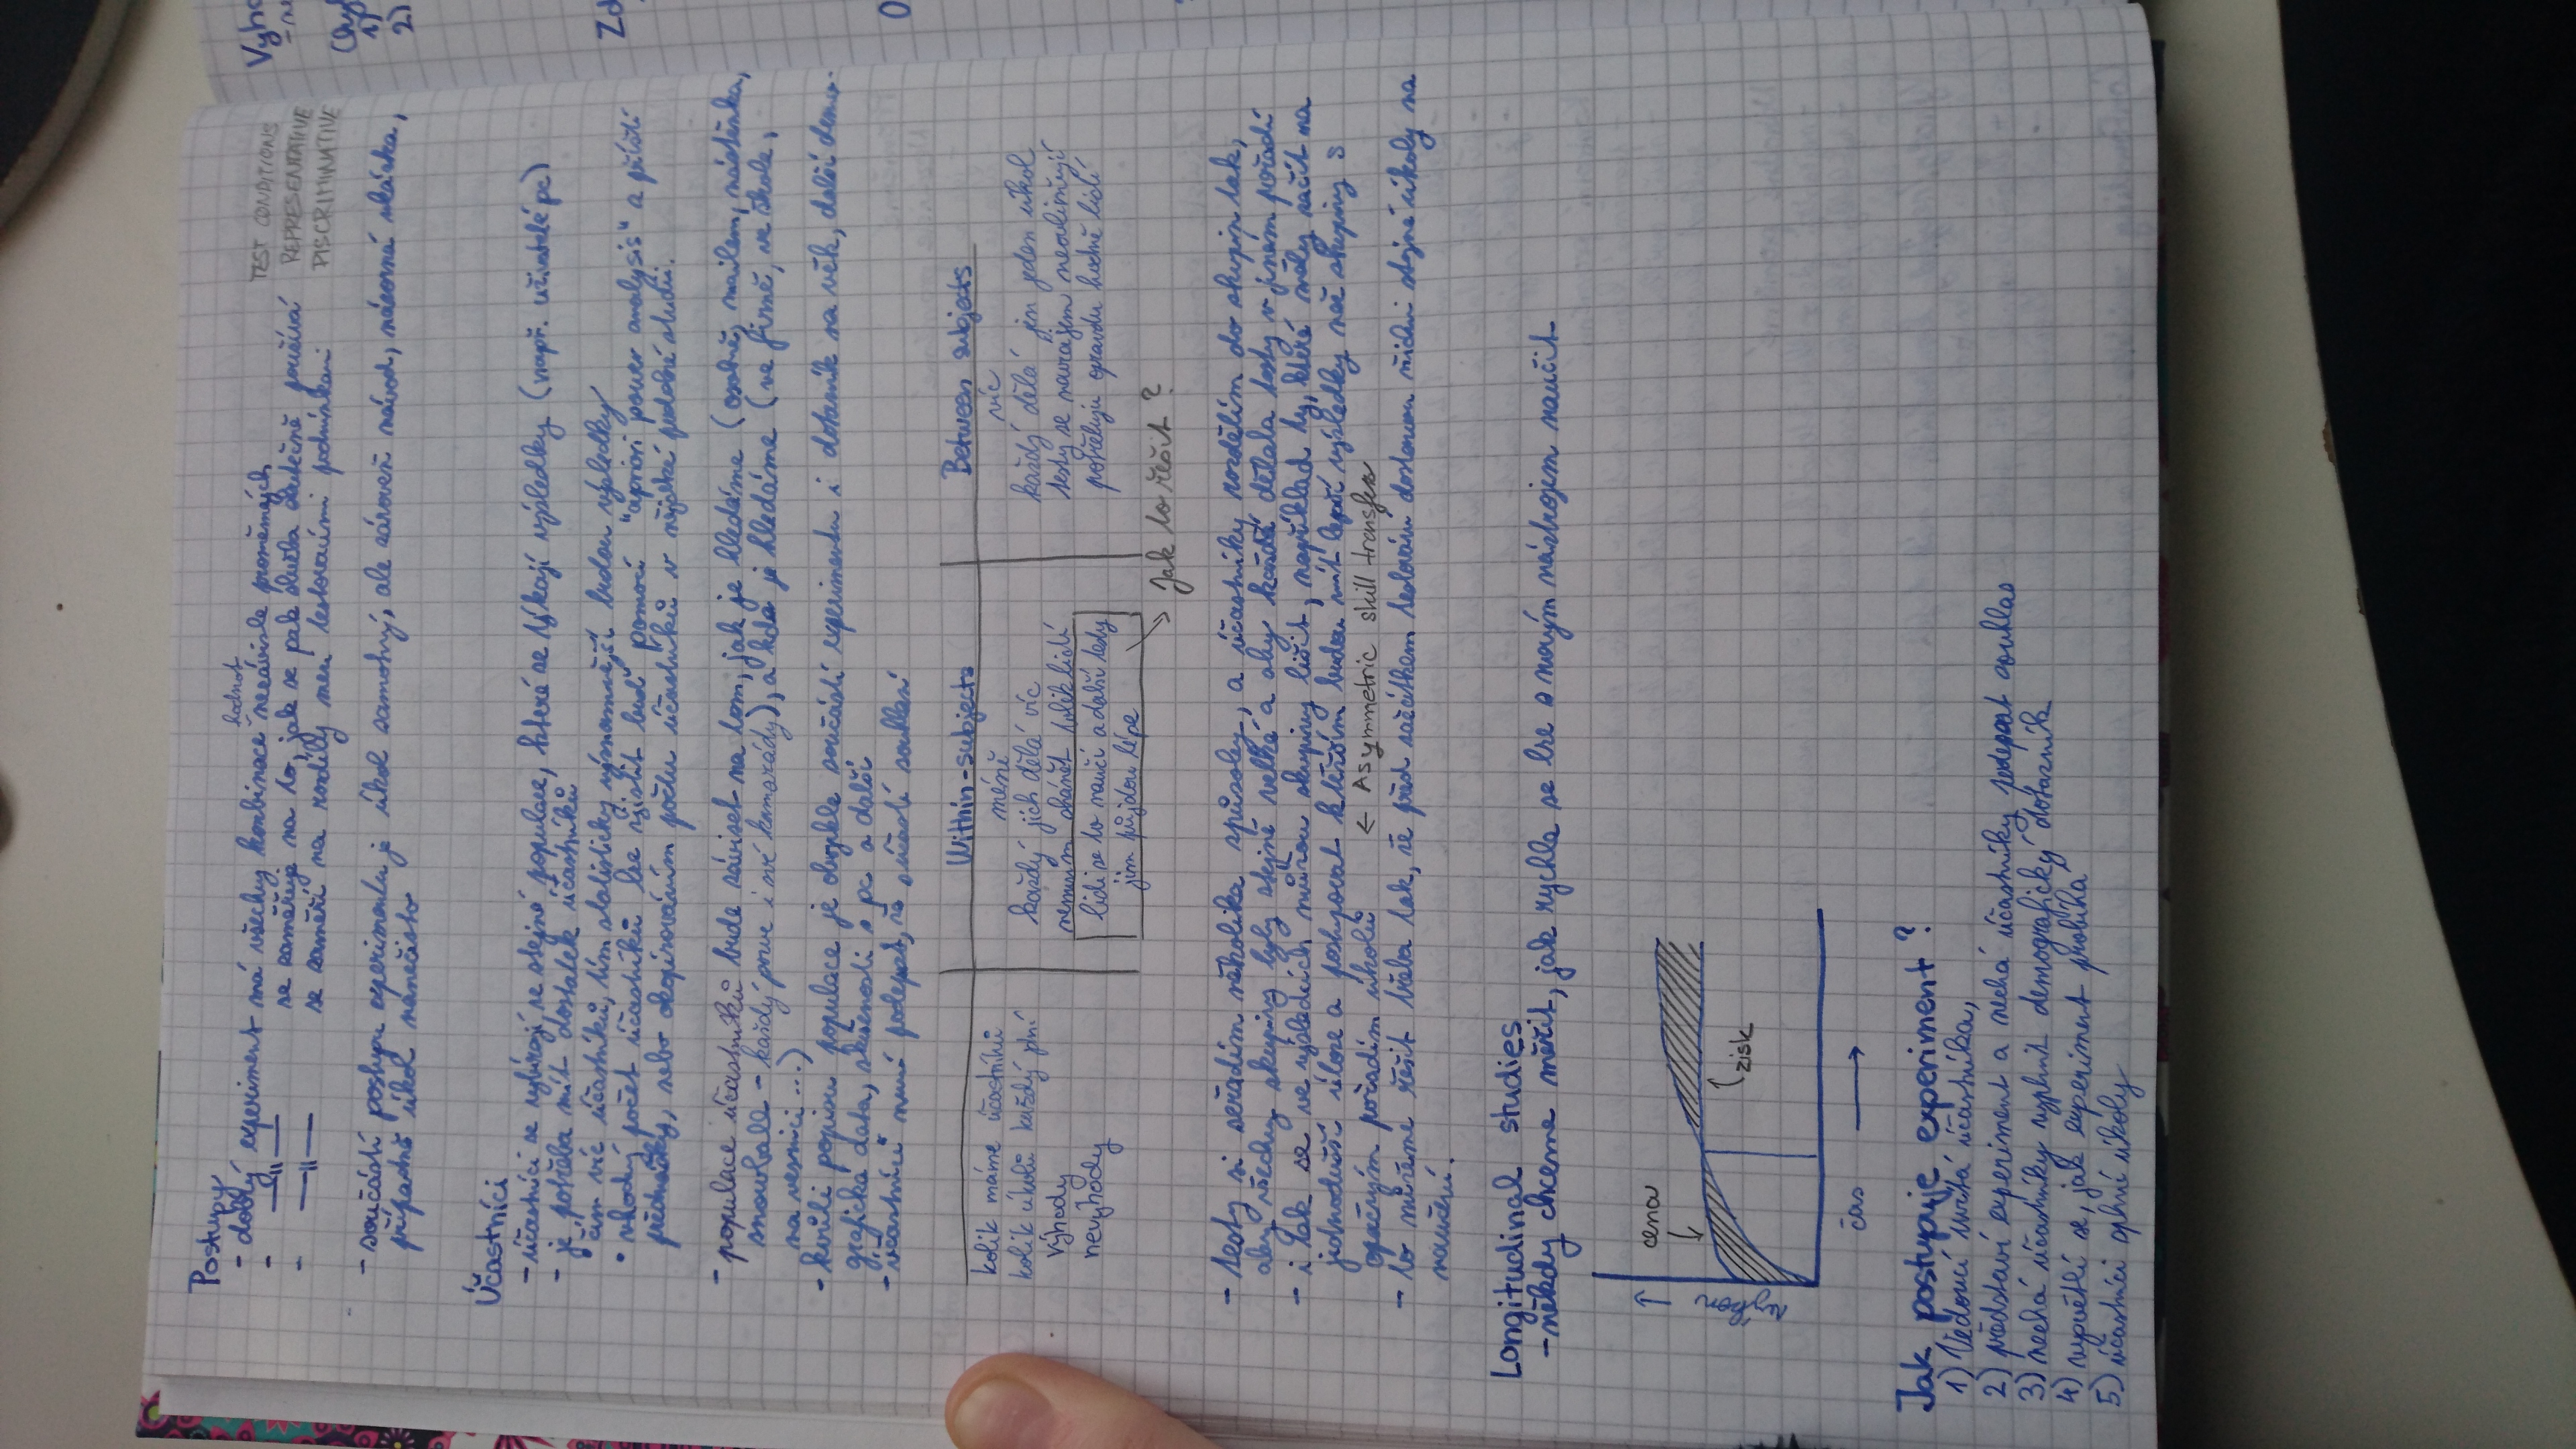 Postupy
hodnot
- dobrý experiment má všechny kombinace nezávisle proměnných TEST CONDITIONS
- —"— se zaměřuje na to, jak se pak služba skutečně používá REPRESENTATIVE
- —"— se zaměří na rozdíly mezi testovacími podmínkami DISCRIMINATIVE
- součástí postupu experimentu je úkol samotný, ale zároveň návod, názorná ukázka,
případně úkol nanečisto
Účastníci
- účastníci se vybírají ze stejné populace, které se týkají výsledky (např. uživatelé pc)
- je potřeba mít dostatek účastníků
• čím víc účastníků, tím statisticky významnější budou výsledky
• vhodný počet účastníků lze zjistit buď pomocí "apriori power analysis" z příští
přednášky, nebo okopírováním počtu účastníků v nějaké podobné studii.
- populace účastníků bude záviset na tom, jak je hledáme (osobně, mailem, nástěnka,
snowball - každý pozve i své kamarády), a kde je hledáme (ve firmě, ve škole,
na vesnici ...)
- kvůli popisu populace je obvykle součástí experimentu i dotazník na věk, další demo-
grafická data, zkušenosti s pc a další
- účastníci musí podepsat, že s účastí souhlasí
Within-subjects Between subjects
kolik máme účastníků méně víc
kolik úkolů každý plní každý jich dělá víc každý dělá jen jeden úkol
výhody nemusím shánět tolik lidí testy se navzájem neovlivňují
nevýhody lidi se to naučí a další testy potřebuju opravdu hodně lidí
jim půjdou lépe
Jak to řešit?
- testy si seřadím několika způsoby, a účastníky rozdělím do skupin tak,
aby všechny skupiny byly stejně velké a aby každá dělala testy v jiném pořadí
- i tak se ve výsledcích můžou skupiny lišit, například ty, které měly začít na
jednodušší úloze a postupovat k těžším budou mít lepší výsledky než skupiny s
opačným pořadím úkolů ← Asymmetric skill transfer
- to můžeme řešit třeba tak, že před začátkem testování dostanou všichni stejné úkoly na
naučení.
Longitudinal studies
- někdy chceme měřit, jak rychle se lze s novým nástrojem naučit
cena
výkon →
zisk
čas →
Jak postupuje experiment?
1) Vedoucí uvítá účastníka,
2) představí experiment a nechá účastníky podepsat souhlas
3) nechá účastníky vyplnit demografický dotazník
4) vysvětlí se, jak experiment probíhá
5) účastníci splní úkoly
Zd
2)